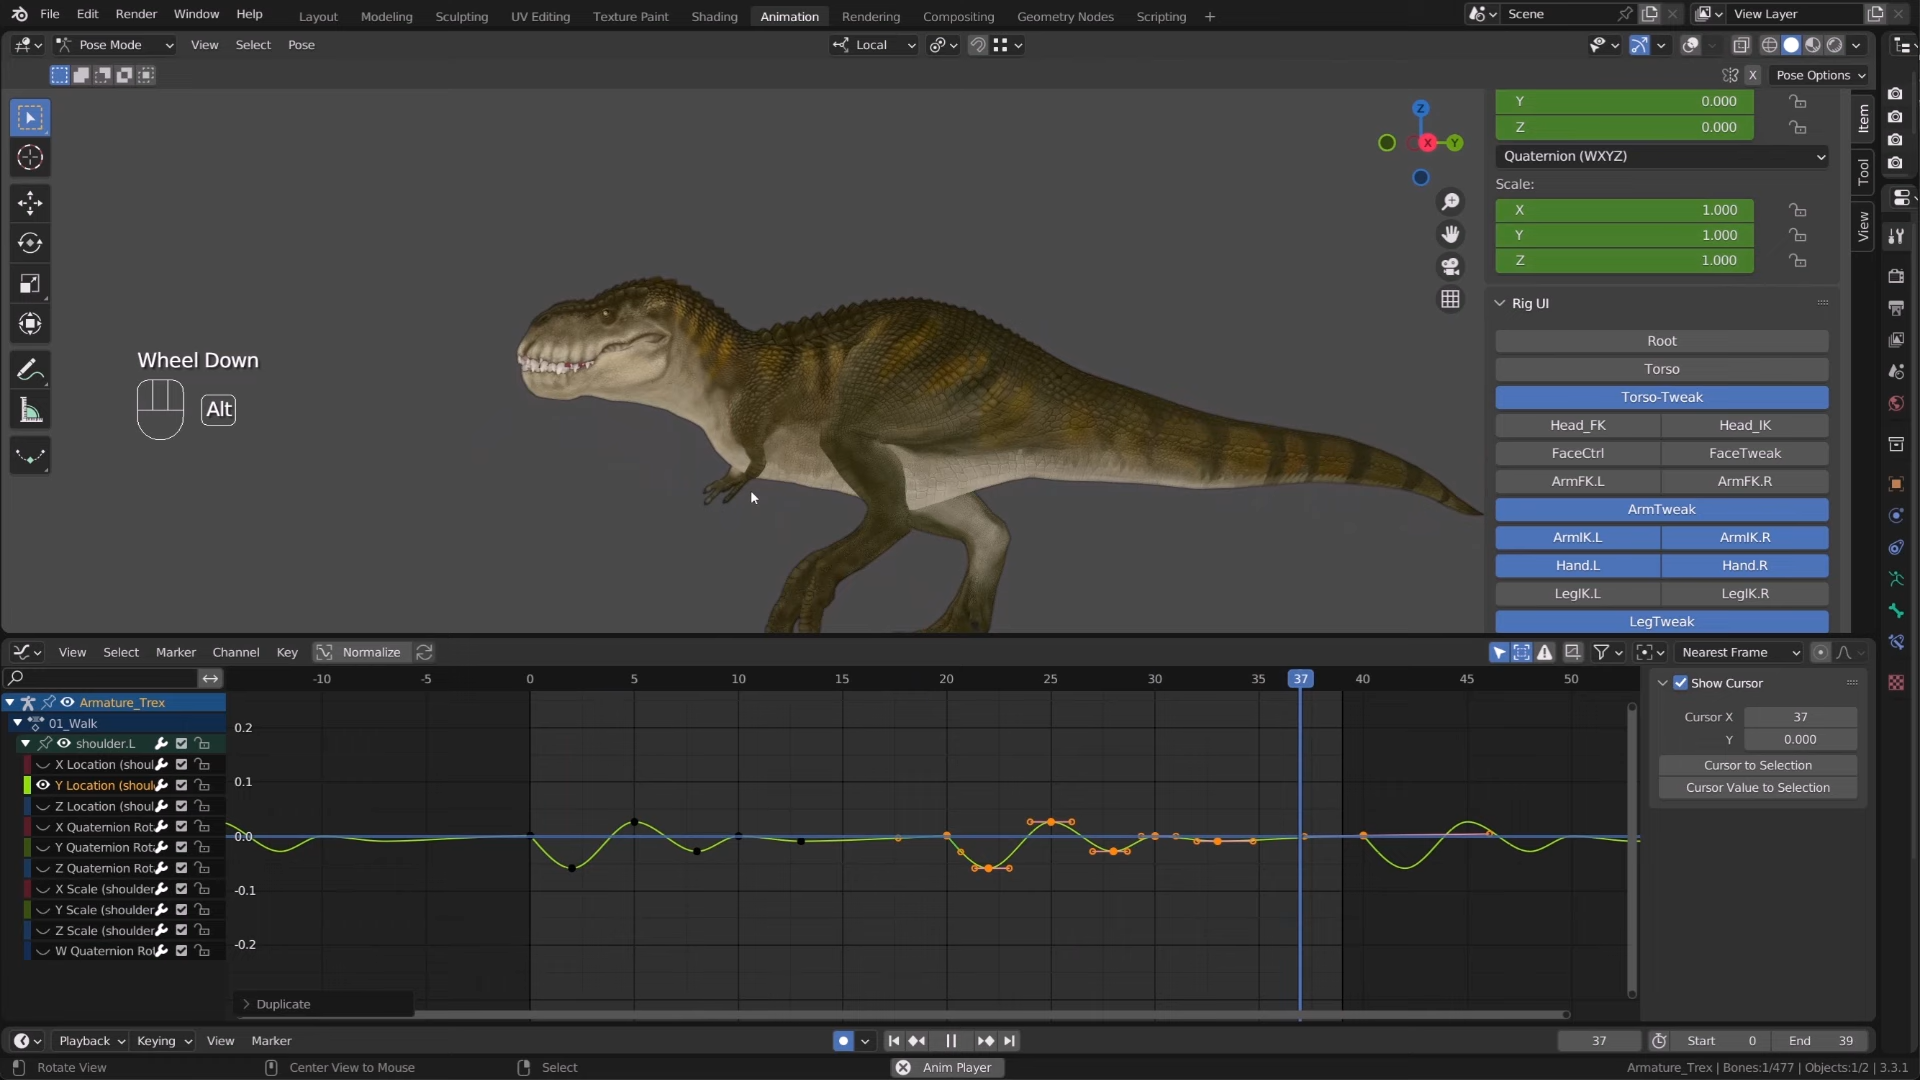 File Edit Render Window Help Layout Modeling Sculpting UV Editing Texture Paint Shading Animation Rendering Compositing Geometry Nodes Scripting + Scene View Layer
Pose Mode View Select Pose Local
X Pose Options
Y 0.000
Z 0.000
Quaternion (WXYZ)
Scale:
X 1.000
Y 1.000
Z 1.000
Item
Tool
View
Z
X
Y
Rig UI
Root
Torso
Torso-Tweak
Head_FK Head_IK
FaceCtrl FaceTweak
ArmFK.L ArmFK.R
ArmTweak
ArmIK.L ArmIK.R
Hand.L Hand.R
LegIK.L LegIK.R
LegTweak
Wheel Down
Alt
View Select Marker Channel Key Normalize Nearest Frame
-10 -5 0 5 10 15 20 25 30 35 37 40 45 50
Armature_Trex
01_Walk
shoulder.L
X Location (shoul
Y Location (shoul
Z Location (shoul
X Quaternion Rot
Y Quaternion Rot
Z Quaternion Rot
X Scale (shoulder
Y Scale (shoulder
Z Scale (shoulder
W Quaternion Rot
0.2
0.1
0.0
-0.1
-0.2
Show Cursor
Cursor X 37
Y 0.000
Cursor to Selection
Cursor Value to Selection
Duplicate
Playback Keying View Marker 37 Start 0 End 39
Rotate View Center View to Mouse Select Anim Player Armature_Trex | Bones:1/477 | Objects:1/2 | 3.3.1